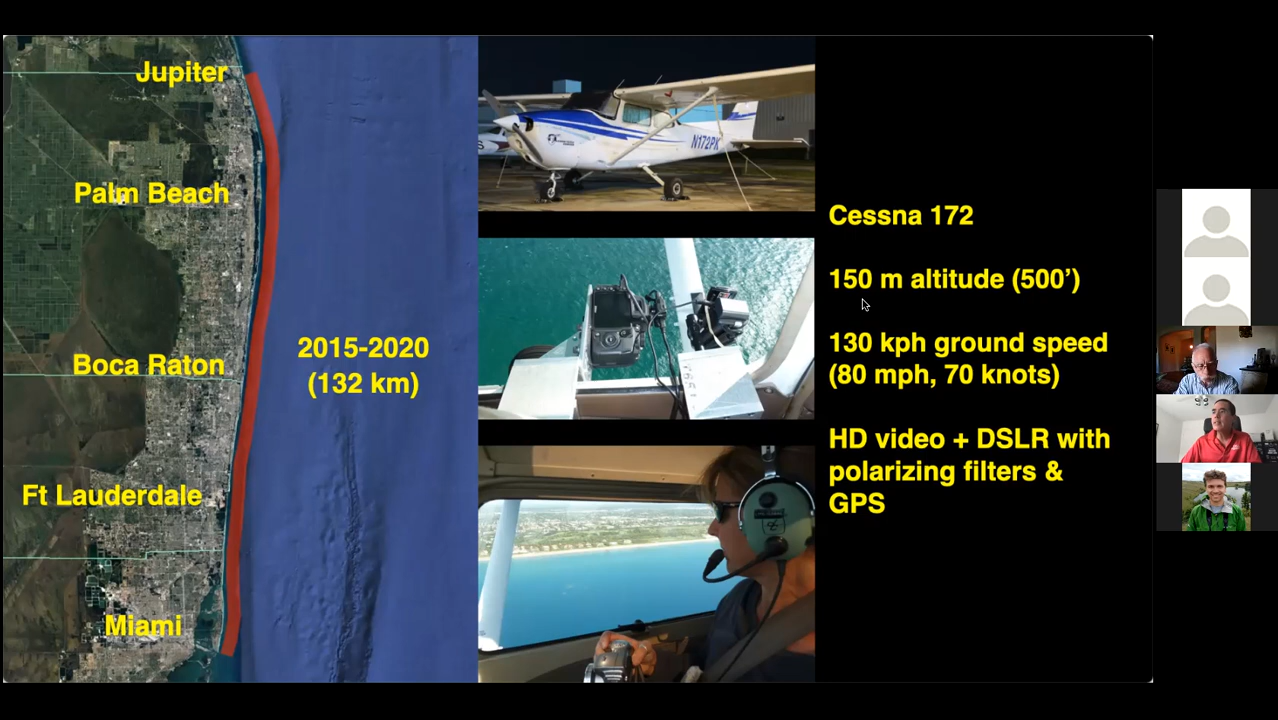 Jupiter
Palm Beach
Boca Raton
Ft Lauderdale
Miami
2015-2020
(132 km)
N172PK
Cessna 172
150 m altitude (500’)
130 kph ground speed
(80 mph, 70 knots)
HD video + DSLR with
polarizing filters &
GPS